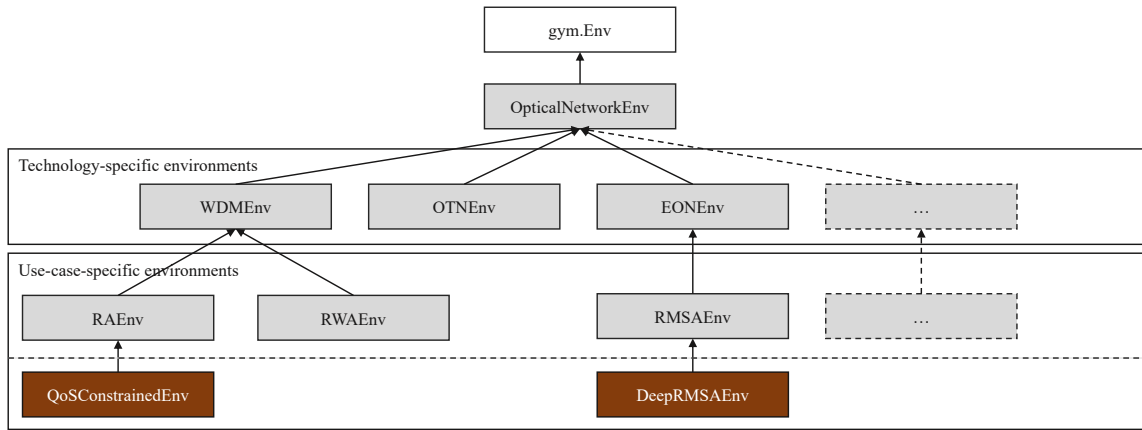 gym.Env
OpticalNetworkEnv
Technology-specific environments
WDMEnv
OTNEnv
EONEnv
…
Use-case-specific environments
RAEnv
RWAEnv
RMSAEnv
…
QoSConstrainedEnv
DeepRMSAEnv